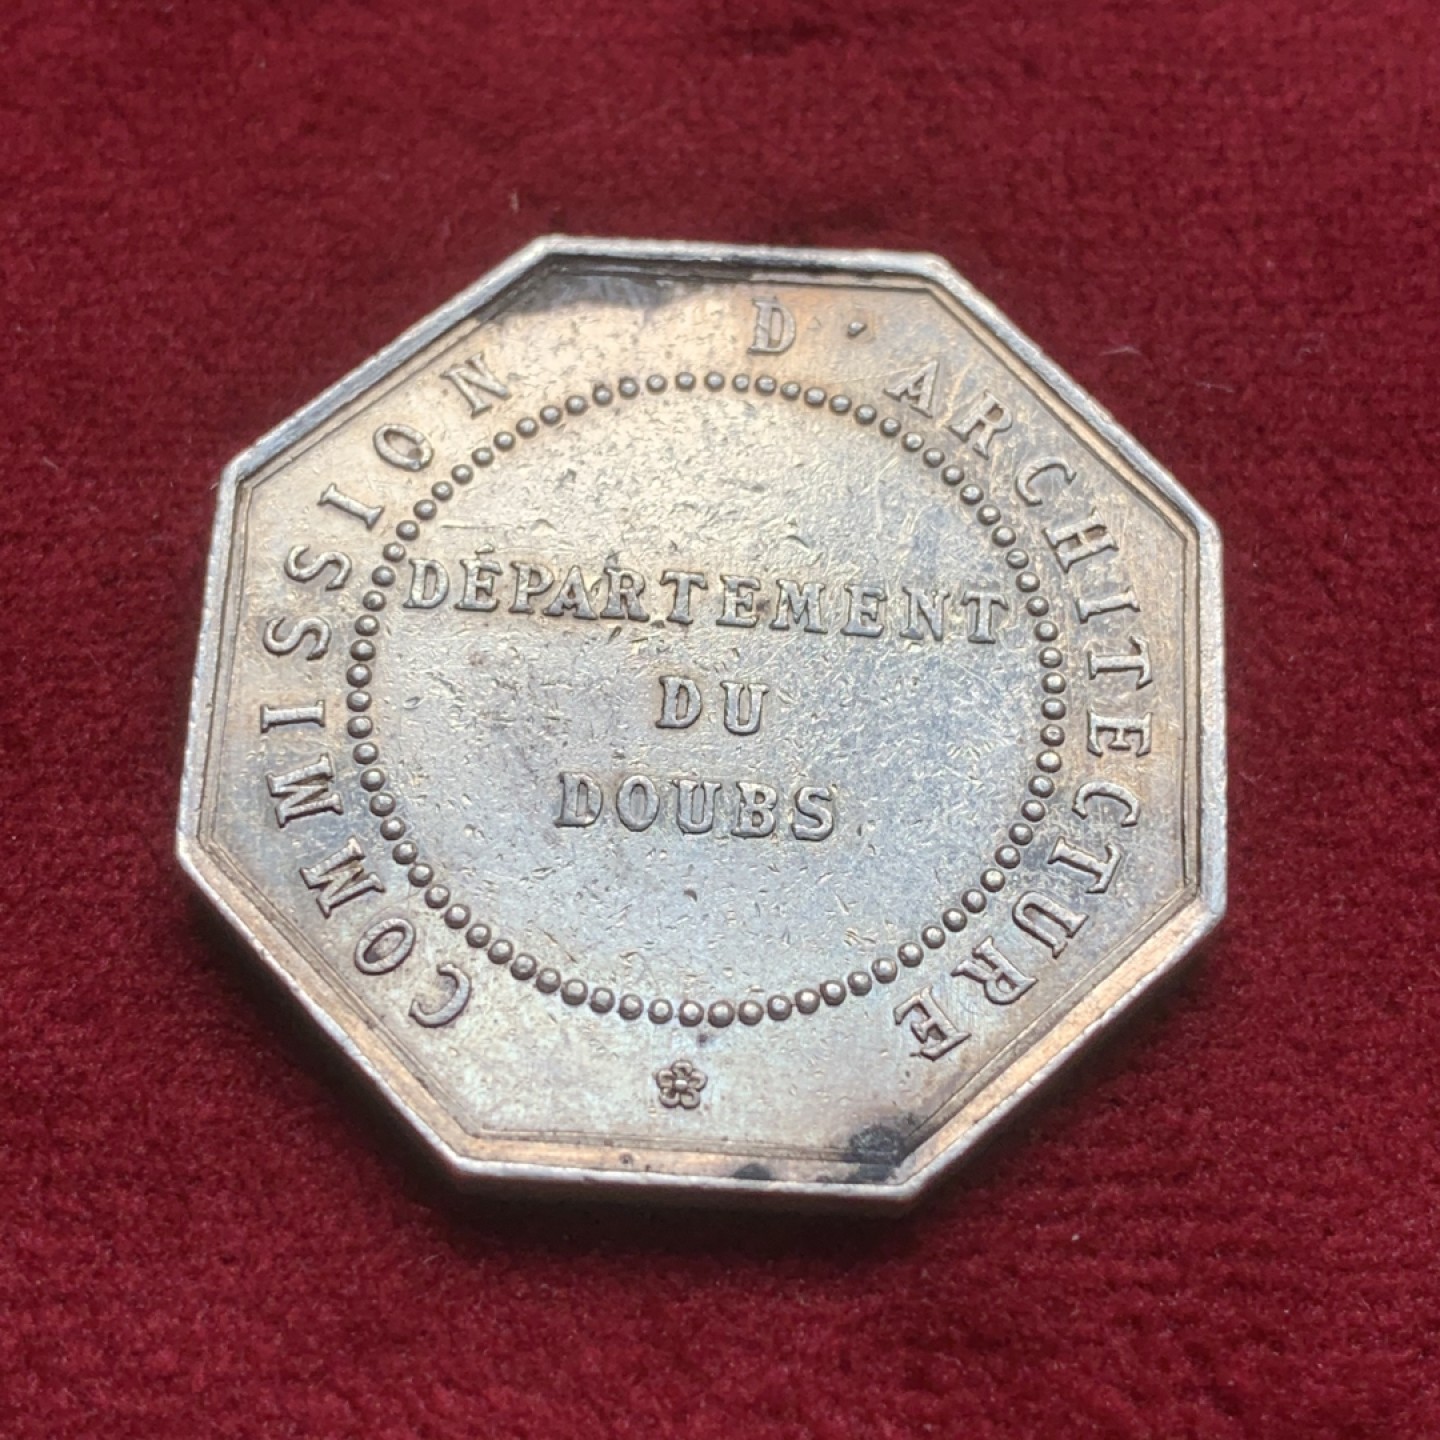 COMMISSION D'ARCHITECTURE
DÉPARTEMENT
DU
DOUBS